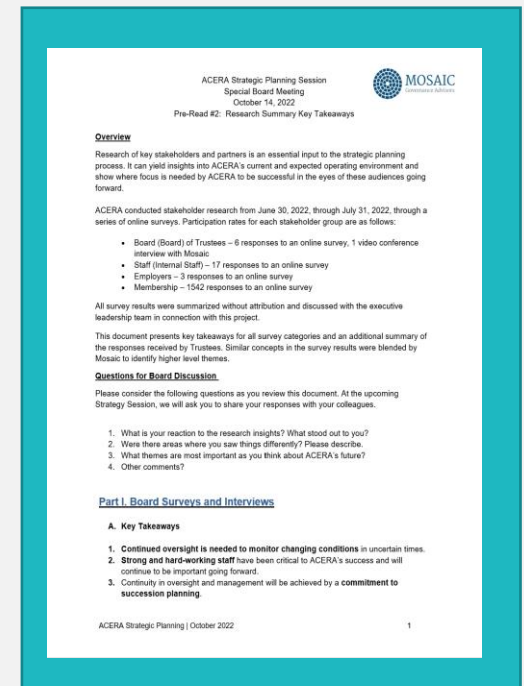 ACERA Strategic Planning Session
Special Board Meeting
October 14, 2022
Pre-Read #2: Research Summary Key Takeaways
MOSAIC
Governance Advisors
Overview
Research of key stakeholders and partners is an essential input to the strategic planning
process. It can yield insights into ACERA's current and expected operating environment and
show where focus is needed by ACERA to be successful in the eyes of these audiences going
forward.
ACERA conducted stakeholder research from June 30, 2022, through July 31, 2022, through a
series of online surveys. Participation rates for each stakeholder group are as follows:
• Board (Board) of Trustees – 6 responses to an online survey, 1 video conference
interview with Mosaic
• Staff (Internal Staff) – 17 responses to an online survey
• Employers – 3 responses to an online survey
• Membership – 1542 responses to an online survey
All survey results were summarized without attribution and discussed with the executive
leadership team in connection with this project.
This document presents key takeaways for all survey categories and an additional summary of
the responses received by Trustees. Similar concepts in the survey results were blended by
Mosaic to identify higher level themes.
Questions for Board Discussion
Please consider the following questions as you review this document. At the upcoming
Strategy Session, we will ask you to share your responses with your colleagues.
1. What is your reaction to the research insights? What stood out to you?
2. Were there areas where you saw things differently? Please describe.
3. What themes are most important as you think about ACERA's future?
4. Other comments?
Part I. Board Surveys and Interviews
A. Key Takeaways
1. Continued oversight is needed to monitor changing conditions in uncertain times.
2. Strong and hard-working staff have been critical to ACERA's success and will
continue to be important going forward.
3. Continuity in oversight and management will be achieved by a commitment to
succession planning.
ACERA Strategic Planning | October 2022 1